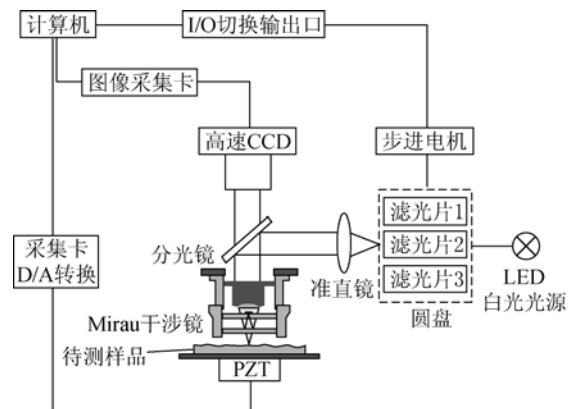 计算机
I/O切换输出口
图像采集卡
高速CCD
步进电机
滤光片1
滤光片2
滤光片3
采集卡
D/A转换
分光镜
准直镜
LED
白光光源
圆盘
Mirau干涉镜
待测样品
PZT